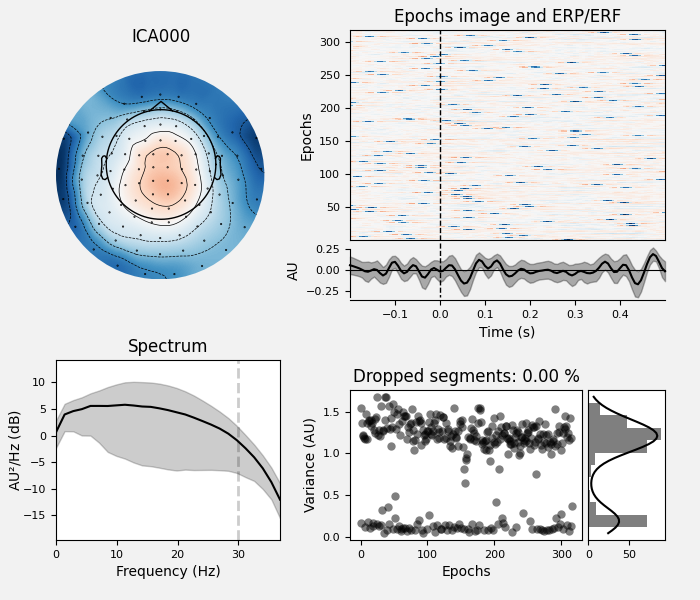 ICA000
Epochs image and ERP/ERF
300
250
200
150
100
50
Epochs
0.25
0.00
−0.25
AU
−0.1 0.0 0.1 0.2 0.3 0.4
Time (s)
Spectrum
10
5
0
−5
−10
−15
AU²/Hz (dB)
0 10 20 30
Frequency (Hz)
Dropped segments: 0.00 %
1.5
1.0
0.5
0.0
Variance (AU)
0 100 200 300
Epochs
0 50